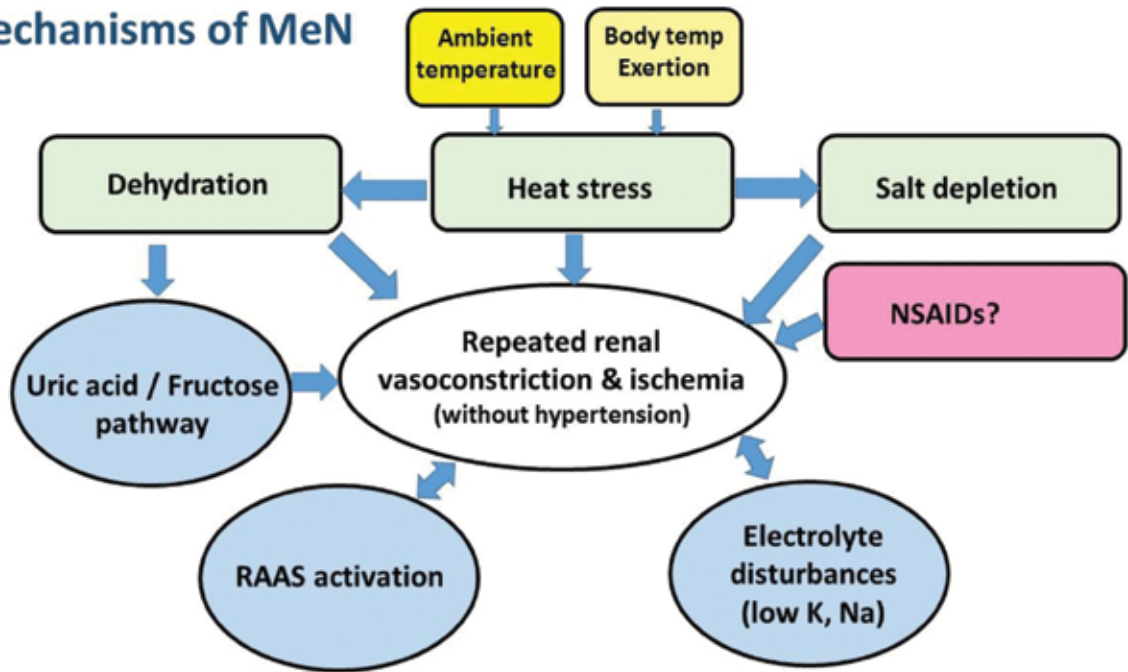 echanisms of MeN
Ambient
temperature
Body temp
Exertion
Dehydration
Heat stress
Salt depletion
NSAIDs?
Uric acid / Fructose
pathway
Repeated renal
vasoconstriction & ischemia
(without hypertension)
RAAS activation
Electrolyte
disturbances
(low K, Na)